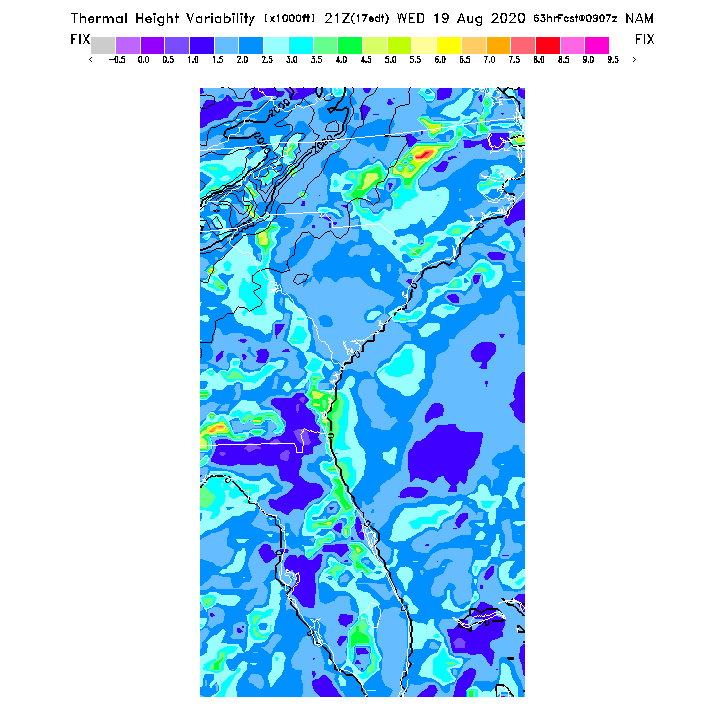 Thermal Height Variability [x1000ft] 21Z(17edt) WED 19 Aug 2020 63hrFcst@0907z NAM
FIX FIX
< -0.5 0.0 0.5 1.0 1.5 2.0 2.5 3.0 3.5 4.0 4.5 5.0 5.5 6.0 6.5 7.0 7.5 8.0 8.5 9.0 9.5 >
2000
2000